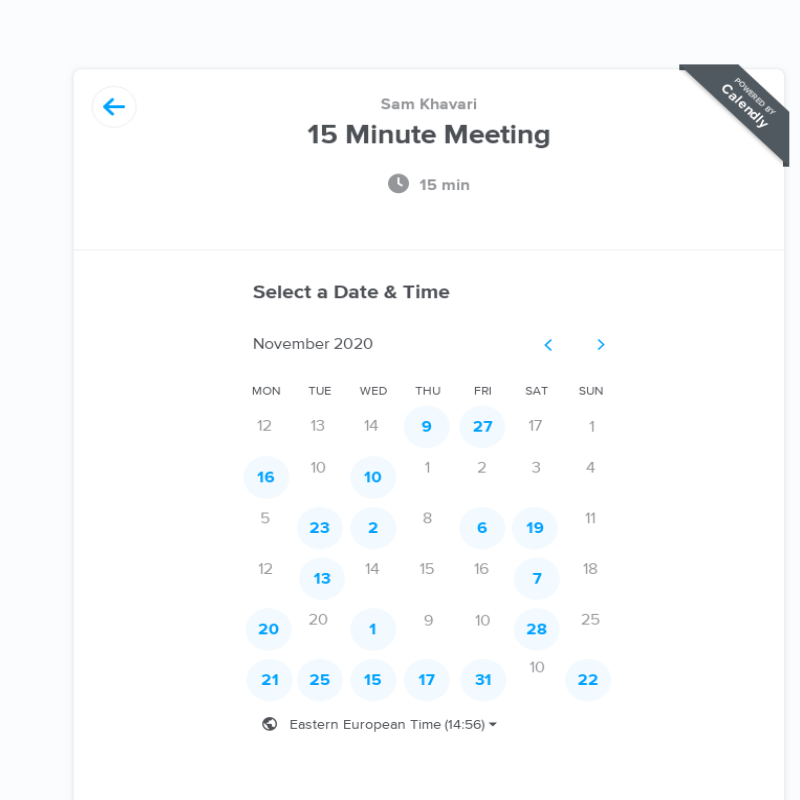 Sam Khavari
POWERED BY
Calendly
15 Minute Meeting
15 min
Select a Date & Time
November 2020
MON TUE WED THU FRI SAT SUN
12 13 14 9 27 17 1
16 10 10 1 2 3 4
5 23 2 8 6 19 11
12 13 14 15 16 7 18
20 20 1 9 10 28 25
21 25 15 17 31 10 22
Eastern European Time (14:56)